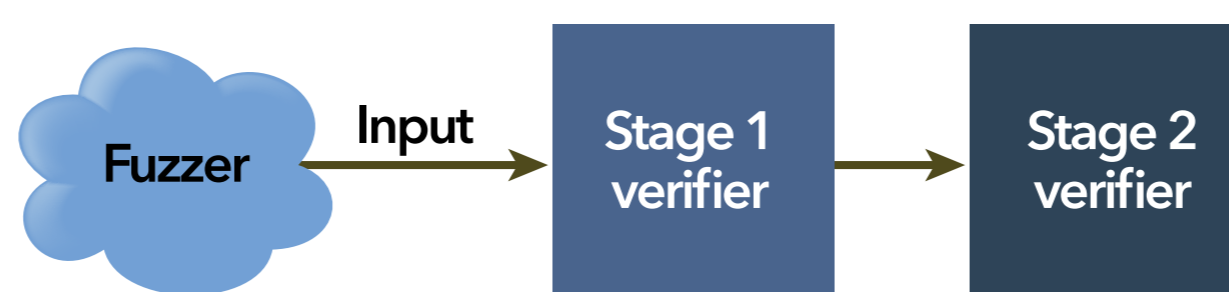 Fuzzer
Input
Stage 1
verifier
Stage 2
verifier